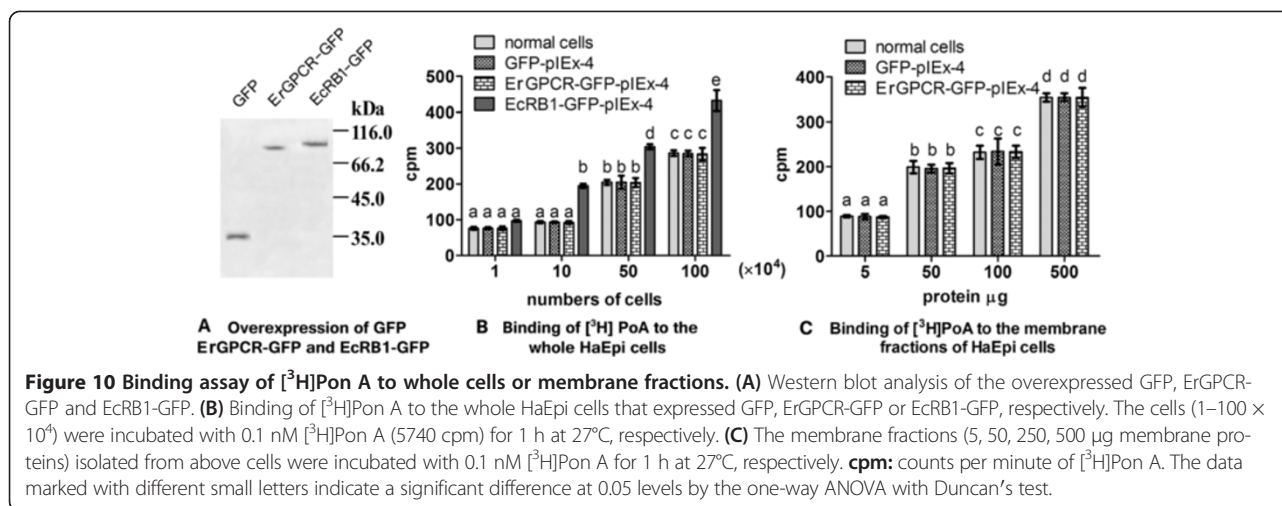 GFP
ErGPCR-GFP
EcRB1-GFP
kDa
116.0
66.2
45.0
35.0
A Overexpression of GFP
ErGPCR-GFP and EcRB1-GFP
normal cells
GFP-pIEx-4
ErGPCR-GFP-pIEx-4
EcRB1-GFP-pIEx-4
cpm
500
400
300
200
100
0
a a a a
a a a b
b b b d
c c c e
1 10 50 100 (×10⁴)
numbers of cells
B Binding of [³H] PoA to the
whole HaEpi cells
normal cells
GFP-pIEx-4
ErGPCR-GFP-pIEx-4
cpm
400
300
200
100
0
a a a
b b b
c c c
d d d
5 50 100 500
protein µg
C Binding of [³H]PoA to the membrane
fractions of HaEpi cells
Figure 10 Binding assay of [³H]Pon A to whole cells or membrane fractions. (A) Western blot analysis of the overexpressed GFP, ErGPCR-
GFP and EcRB1-GFP. (B) Binding of [³H]Pon A to the whole HaEpi cells that expressed GFP, ErGPCR-GFP or EcRB1-GFP, respectively. The cells (1–100 ×
10⁴) were incubated with 0.1 nM [³H]Pon A (5740 cpm) for 1 h at 27°C, respectively. (C) The membrane fractions (5, 50, 250, 500 µg membrane pro-
teins) isolated from above cells were incubated with 0.1 nM [³H]Pon A for 1 h at 27°C, respectively. cpm: counts per minute of [³H]Pon A. The data
marked with different small letters indicate a significant difference at 0.05 levels by the one-way ANOVA with Duncan's test.